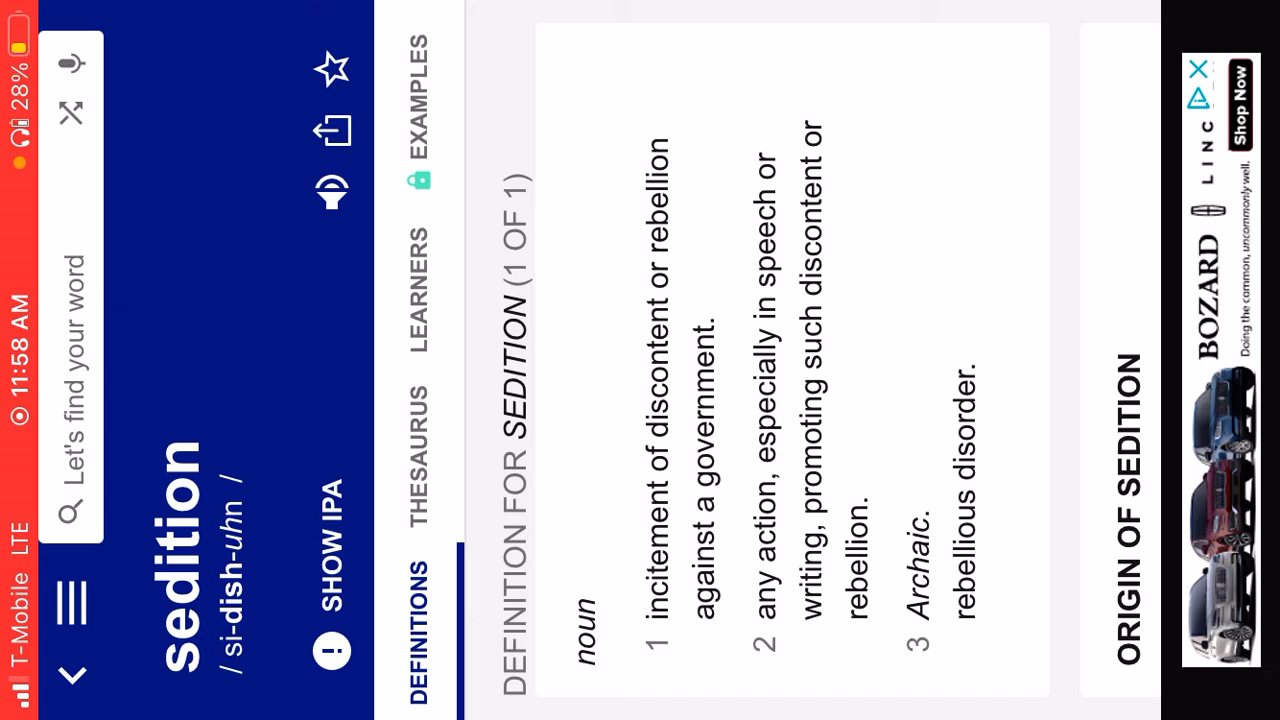 T-Mobile LTE 11:58 AM 28%
Let's find your word
sedition
/ si-dish-uhn /
! SHOW IPA
DEFINITIONS THESAURUS LEARNERS EXAMPLES
DEFINITION FOR SEDITION (1 OF 1)
noun
1 incitement of discontent or rebellion
against a government.
2 any action, especially in speech or
writing, promoting such discontent or
rebellion.
3 Archaic.
rebellious disorder.
ORIGIN OF SEDITION
BOZARD LINC
Doing the common, uncommonly well.
Shop Now